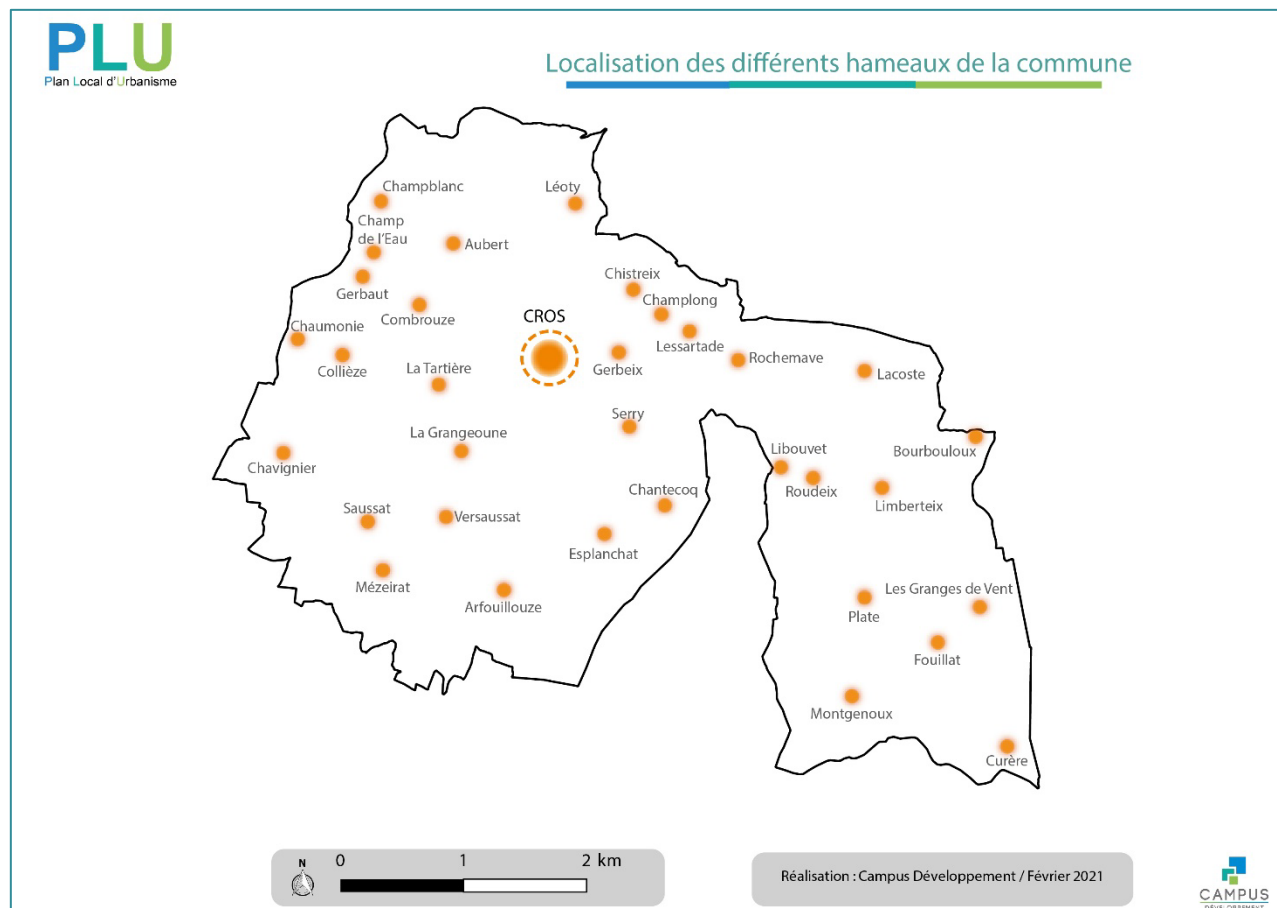 PLU
Plan Local d'Urbanisme
Localisation des différents hameaux de la commune
Champblanc
Léoty
Champ
de l'Eau
Aubert
Gerbaut
Chistreix
Champlong
Combrouze
CROS
Chaumonie
Lessartade
Collièze
Gerbeix
Rochemave
La Tartière
Lacoste
Serry
La Grangeoune
Libouvet
Bourbouloux
Chavignier
Roudeix
Chantecoq
Limberteix
Saussat
Versaussat
Esplanchat
Mézeirat
Arfouillouze
Les Granges de Vent
Plate
Fouillat
Montgenoux
Curère
N
0 1 2 km
Réalisation : Campus Développement / Février 2021
CAMPUS
DÉVELOPPEMENT